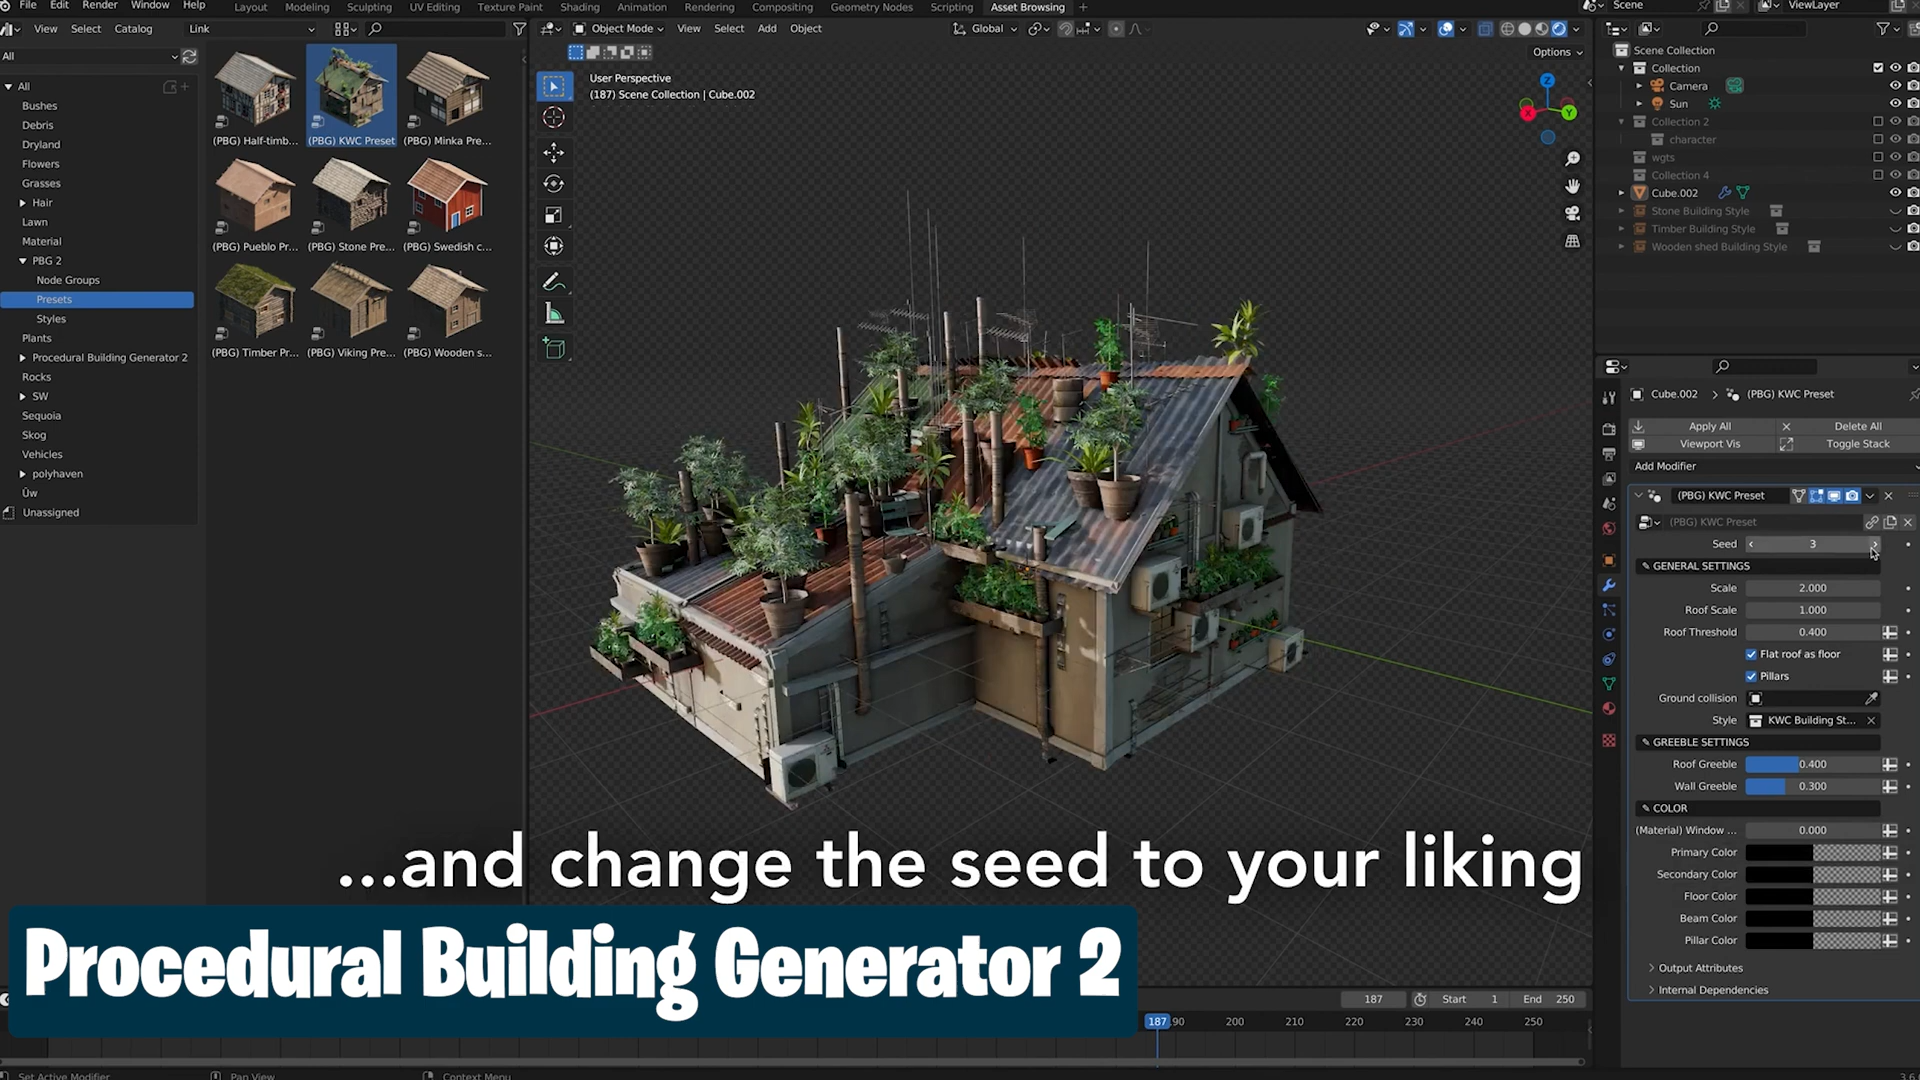 File Edit Render Window Help
Layout Modeling Sculpting UV Editing Texture Paint Shading Animation Rendering Compositing Geometry Nodes Scripting Asset Browsing +
Scene
ViewLayer
View Select Catalog Link
Object Mode View Select Add Object Global
Options
All
All
Bushes
Debris
Dryland
Flowers
Grasses
Hair
Lawn
Material
PBG 2
Node Groups
Presets
Styles
Plants
Procedural Building Generator 2
Rocks
SW
Sequoia
Skog
Vehicles
polyhaven
Ûw
Unassigned
(PBG) Half-timb... (PBG) KWC Preset (PBG) Minka Pre...
(PBG) Pueblo Pr... (PBG) Stone Pre... (PBG) Swedish c...
(PBG) Timber Pr... (PBG) Viking Pre... (PBG) Wooden s...
User Perspective
(187) Scene Collection | Cube.002
Z
Y
X
Scene Collection
Collection
Camera
Sun
Collection 2
character
wgts
Collection 4
Cube.002
Stone Building Style
Timber Building Style
Wooden shed Building Style
Cube.002 > (PBG) KWC Preset
Apply All Delete All
Viewport Vis Toggle Stack
Add Modifier
(PBG) KWC Preset
(PBG) KWC Preset
Seed 3
GENERAL SETTINGS
Scale 2.000
Roof Scale 1.000
Roof Threshold 0.400
Flat roof as floor
Pillars
Ground collision
Style KWC Building St...
GREEBLE SETTINGS
Roof Greeble 0.400
Wall Greeble 0.300
COLOR
(Material) Window ... 0.000
Primary Color
Secondary Color
Floor Color
Beam Color
Pillar Color
Output Attributes
Internal Dependencies
...and change the seed to your liking
Procedural Building Generator 2
187 Start 1 End 250
187 190 200 210 220 230 240 250
Set Active Modifier Pan View Context Menu
3.6